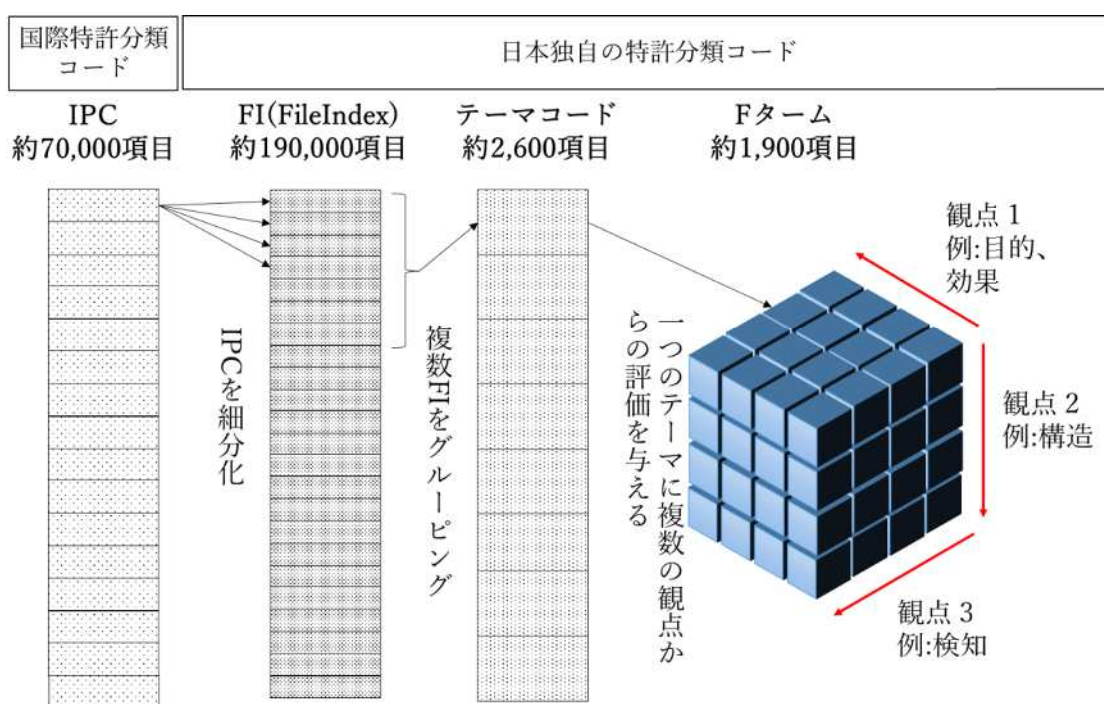 国際特許分類
コード
日本独自の特許分類コード
IPC
約70,000項目
FI(FileIndex)
約190,000項目
テーマコード
約2,600項目
Fターム
約1,900項目
IPCを細分化
複数FIをグルーピング
一つのテーマに複数の観点か
らの評価を与える
観点 1
例:目的、
効果
観点 2
例:構造
観点 3
例:検知